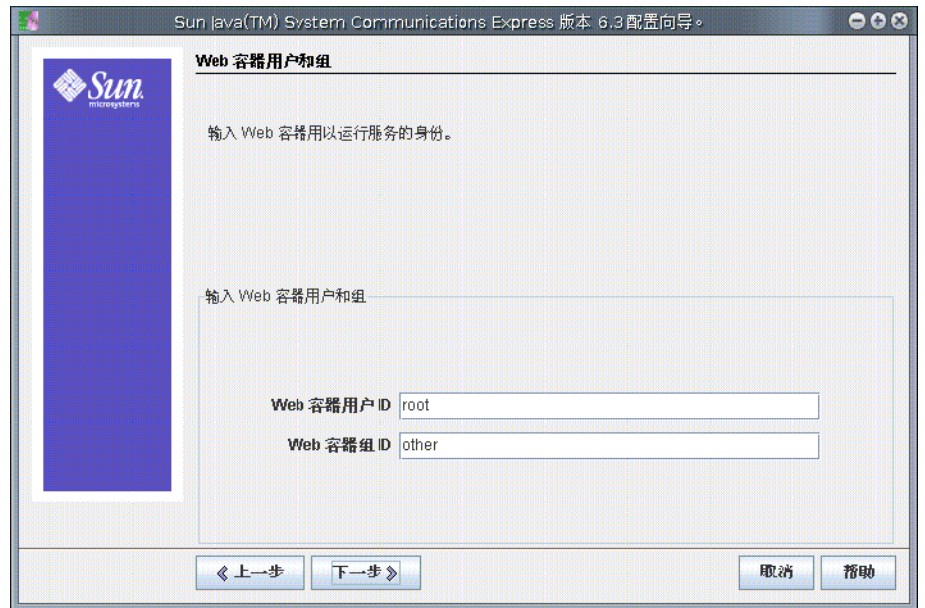 Sun Java(TM) System Communications Express 版本 6.3配置向导。
Sun
microsystems
Web 容器用户和组
输入 Web 容器用以运行服务的身份。
输入 Web 容器用户和组
Web 容器用户 ID root
Web 容器组 ID other
上一步 下一步 取消 帮助